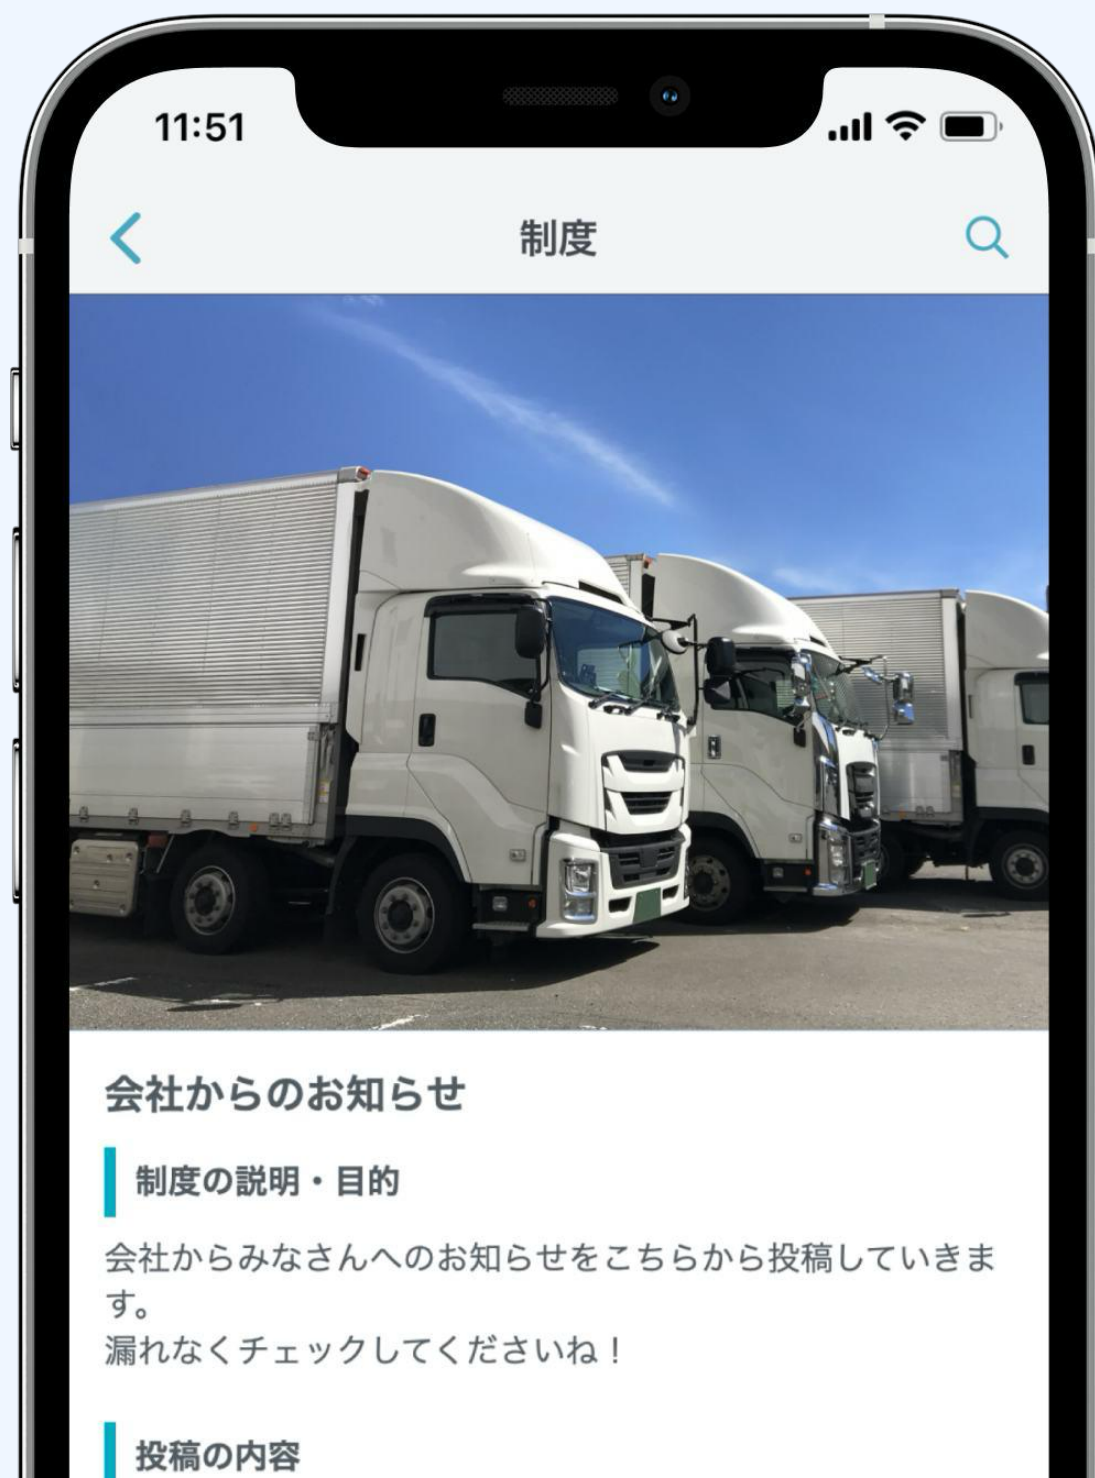 11:51
制度
会社からのお知らせ
制度の説明・目的
会社からみなさんへのお知らせをこちらから投稿していきま
す。
漏れなくチェックしてくださいね！
投稿の内容